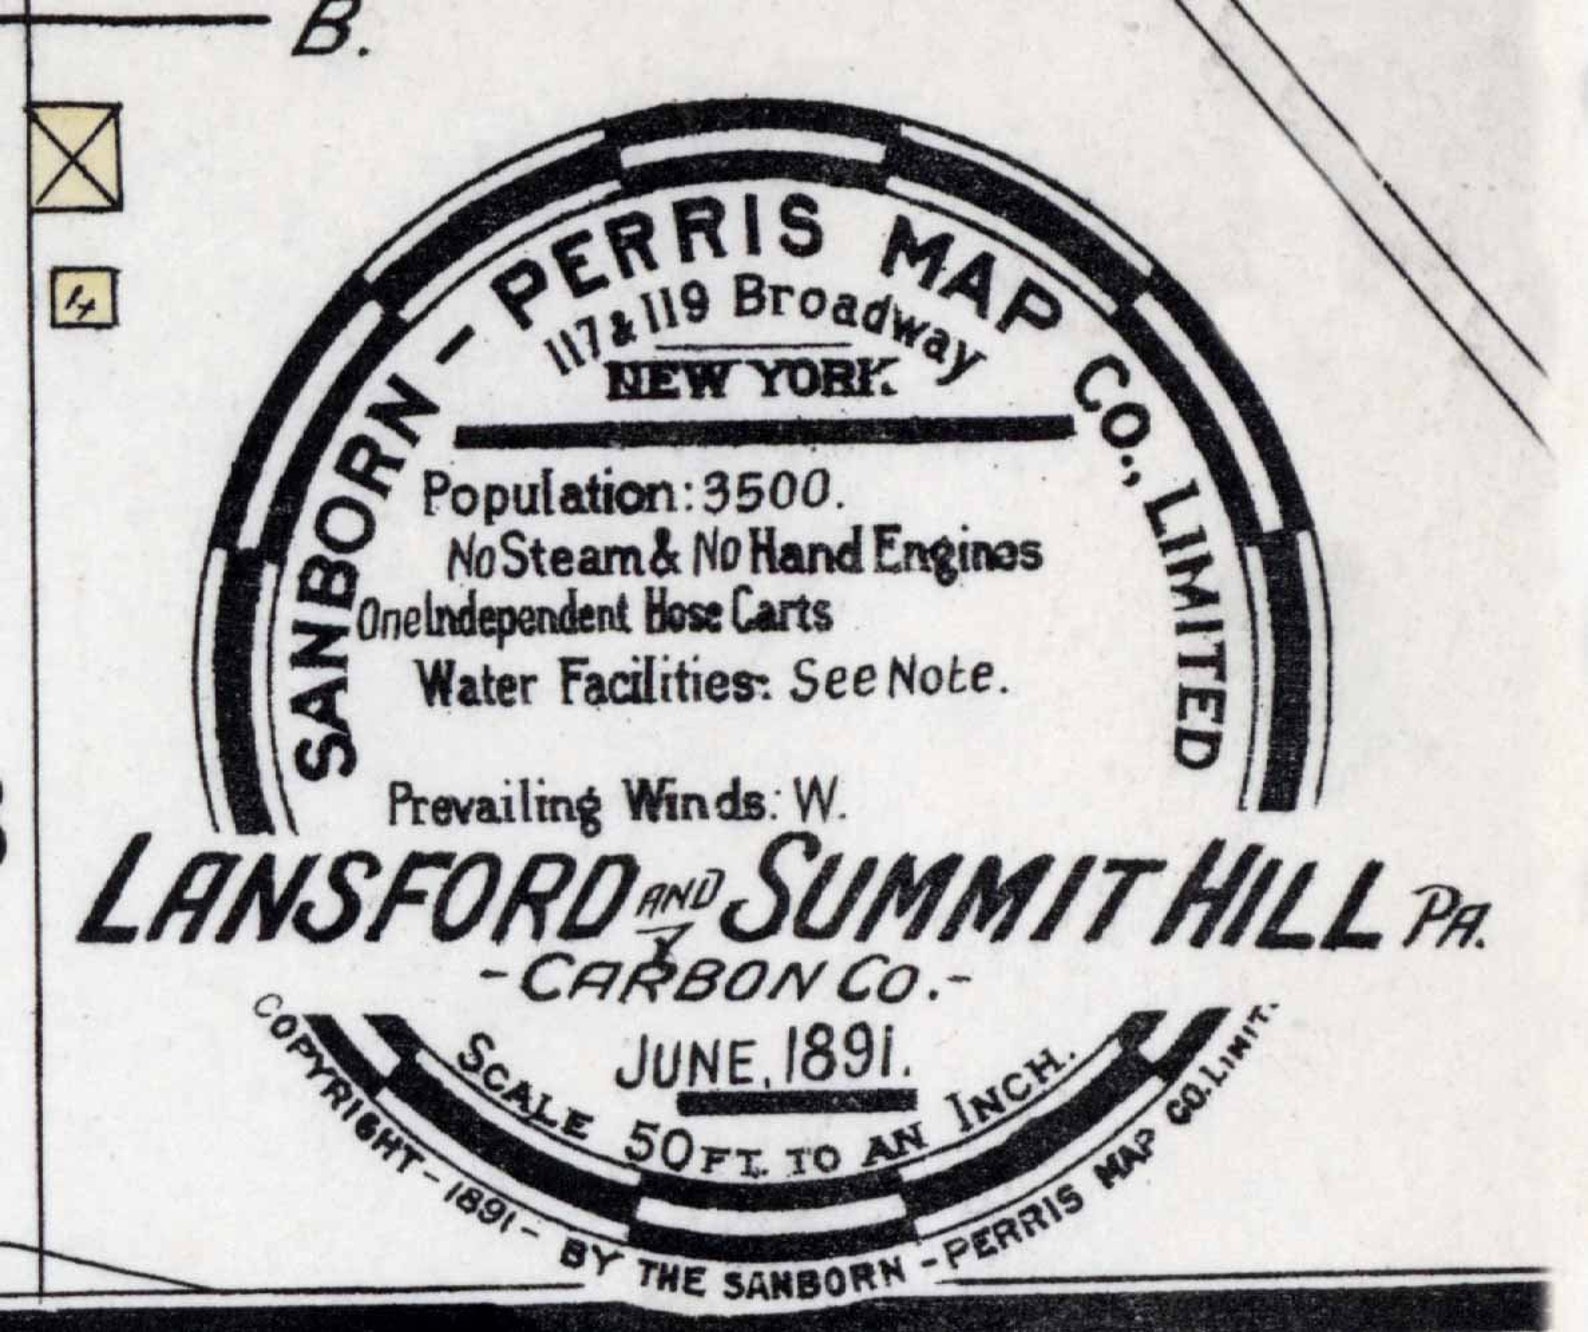 B.
SANBORN - PERRIS MAP CO., LIMITED
117 & 119 Broadway
NEW YORK.
Population: 3500.
No Steam & No Hand Engines
One Independent Hose Carts
Water Facilities: See Note.
Prevailing Winds: W.
LANSFORD AND SUMMIT HILL PA.
- CARBON CO. -
JUNE, 1891.
SCALE 50 FT. TO AN INCH.
COPYRIGHT - 1891 - BY THE SANBORN - PERRIS MAP CO. LIMIT.